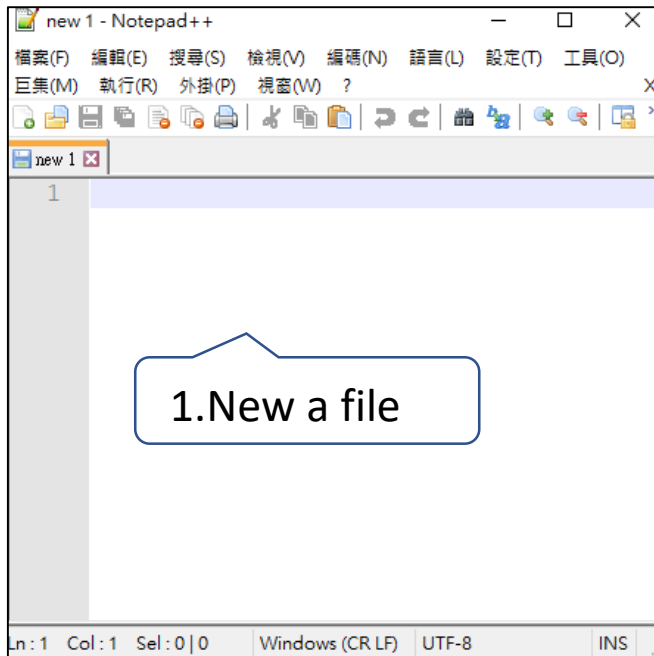 new 1 - Notepad++
檔案(F) 編輯(E) 搜尋(S) 檢視(V) 編碼(N) 語言(L) 設定(T) 工具(O)
巨集(M) 執行(R) 外掛(P) 視窗(W) ? X
new 1
1
1.New a file
Ln : 1 Col : 1 Sel : 0 | 0 Windows (CR LF) UTF-8 INS